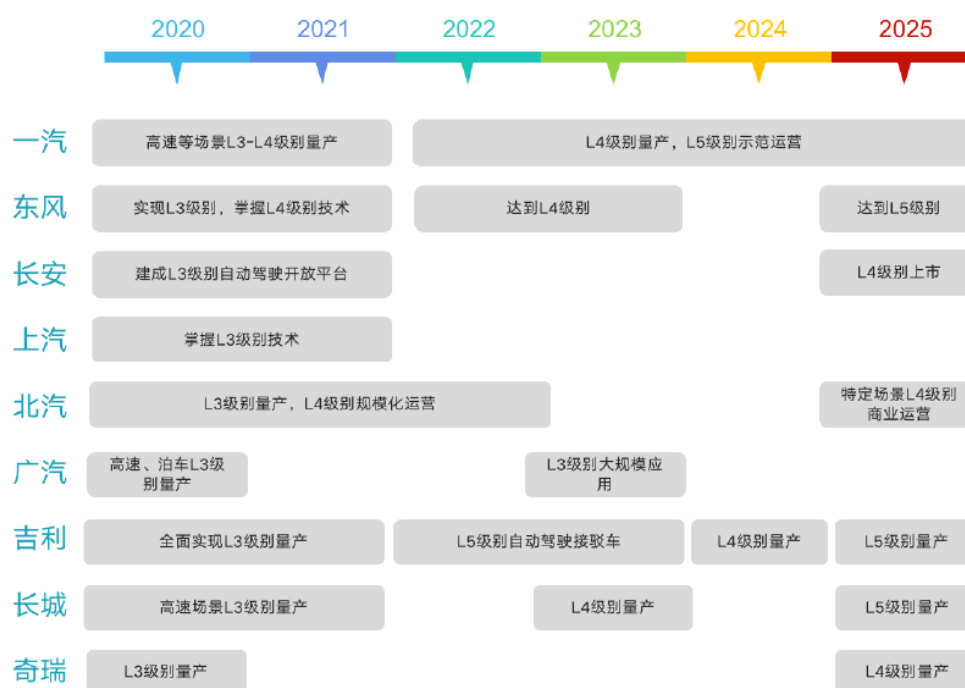 2020 2021 2022 2023 2024 2025
一汽 高速等场景L3-L4级别量产 L4级别量产，L5级别示范运营
东风 实现L3级别，掌握L4级别技术 达到L4级别 达到L5级别
长安 建成L3级别自动驾驶开放平台 L4级别上市
上汽 掌握L3级别技术
北汽 L3级别量产，L4级别规模化运营 特定场景L4级别
商业运营
广汽 高速、泊车L3级
别量产 L3级别大规模应
用
吉利 全面实现L3级别量产 L5级别自动驾驶接驳车 L4级别量产 L5级别量产
长城 高速场景L3级别量产 L4级别量产 L5级别量产
奇瑞 L3级别量产 L4级别量产